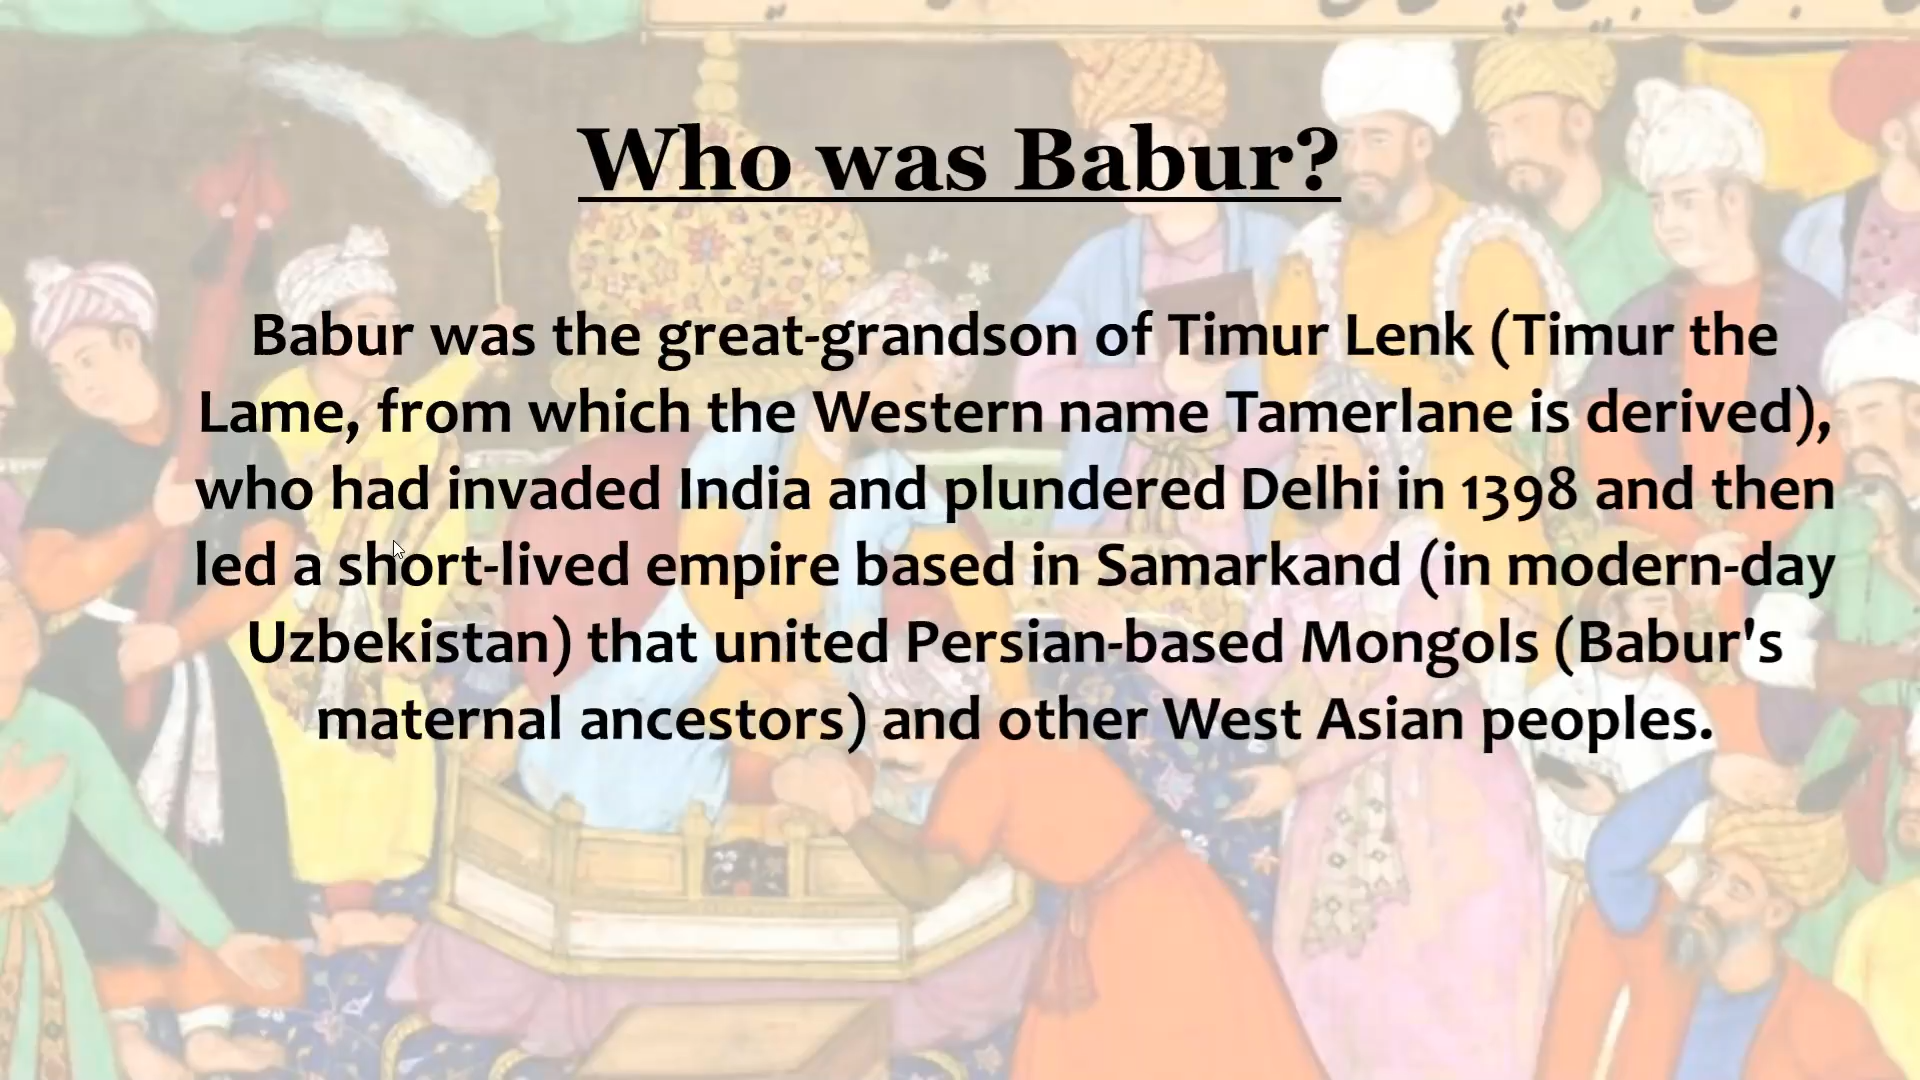 Who was Babur?
Babur was the great-grandson of Timur Lenk (Timur the
Lame, from which the Western name Tamerlane is derived),
who had invaded India and plundered Delhi in 1398 and then
led a short-lived empire based in Samarkand (in modern-day
Uzbekistan) that united Persian-based Mongols (Babur's
maternal ancestors) and other West Asian peoples.